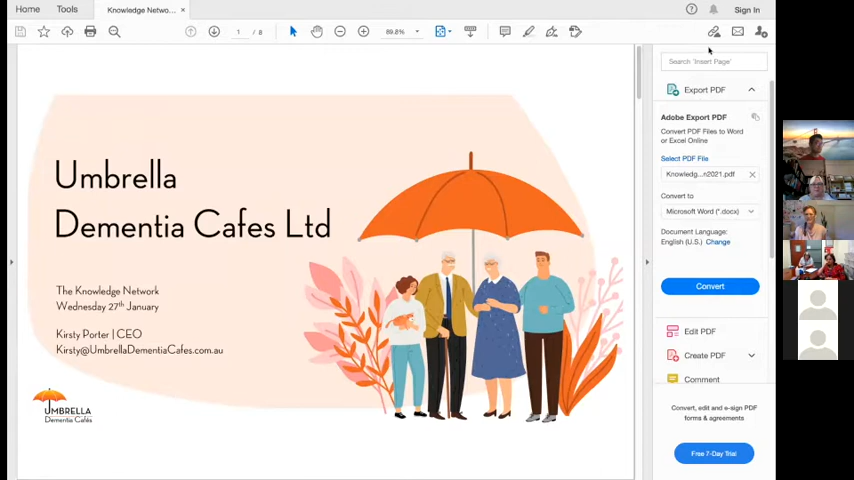 Home
Tools
Knowledge Netwo...
×
Sign In
1 / 8
89.8%
Search 'Insert Page'
Export PDF
Adobe Export PDF
Convert PDF Files to Word
or Excel Online
Select PDF File
Knowledg...n2021.pdf
Convert to
Microsoft Word (*.docx)
Document Language:
English (U.S.) Change
Convert
Edit PDF
Create PDF
Comment
Convert, edit and e-sign PDF
forms & agreements
Free 7-Day Trial
Umbrella
Dementia Cafes Ltd
The Knowledge Network
Wednesday 27th January
Kirsty Porter | CEO
Kirsty@UmbrellaDementiaCafes.com.au
UMBRELLA
Dementia Cafés